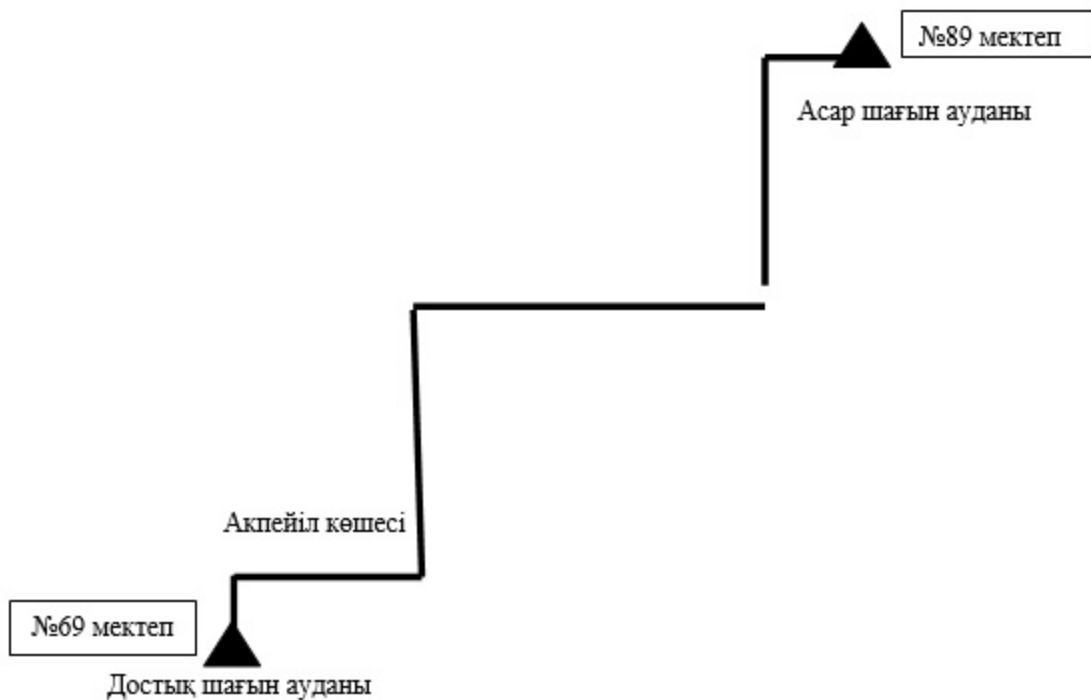 №89 мектеп
Асар шағын ауданы
Акпейіл көшесі
№69 мектеп
Достық шағын ауданы